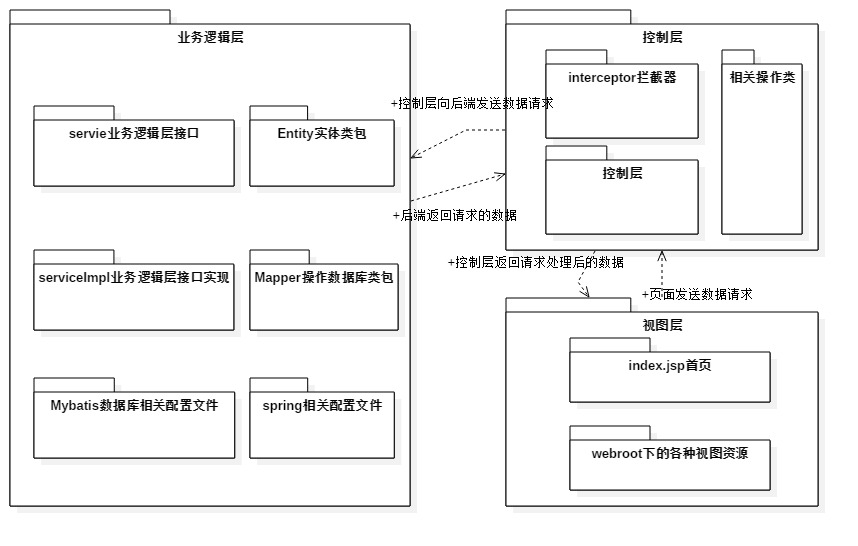 业务逻辑层
servie业务逻辑层接口
Entity实体类包
serviceImpl业务逻辑层接口实现
Mapper操作数据库类包
Mybatis数据库相关配置文件
spring相关配置文件
+控制层向后端发送数据请求
+后端返回请求的数据
控制层
interceptor拦截器
相关操作类
控制层
+控制层返回请求处理后的数据
+页面发送数据请求
视图层
index.jsp首页
webroot下的各种视图资源